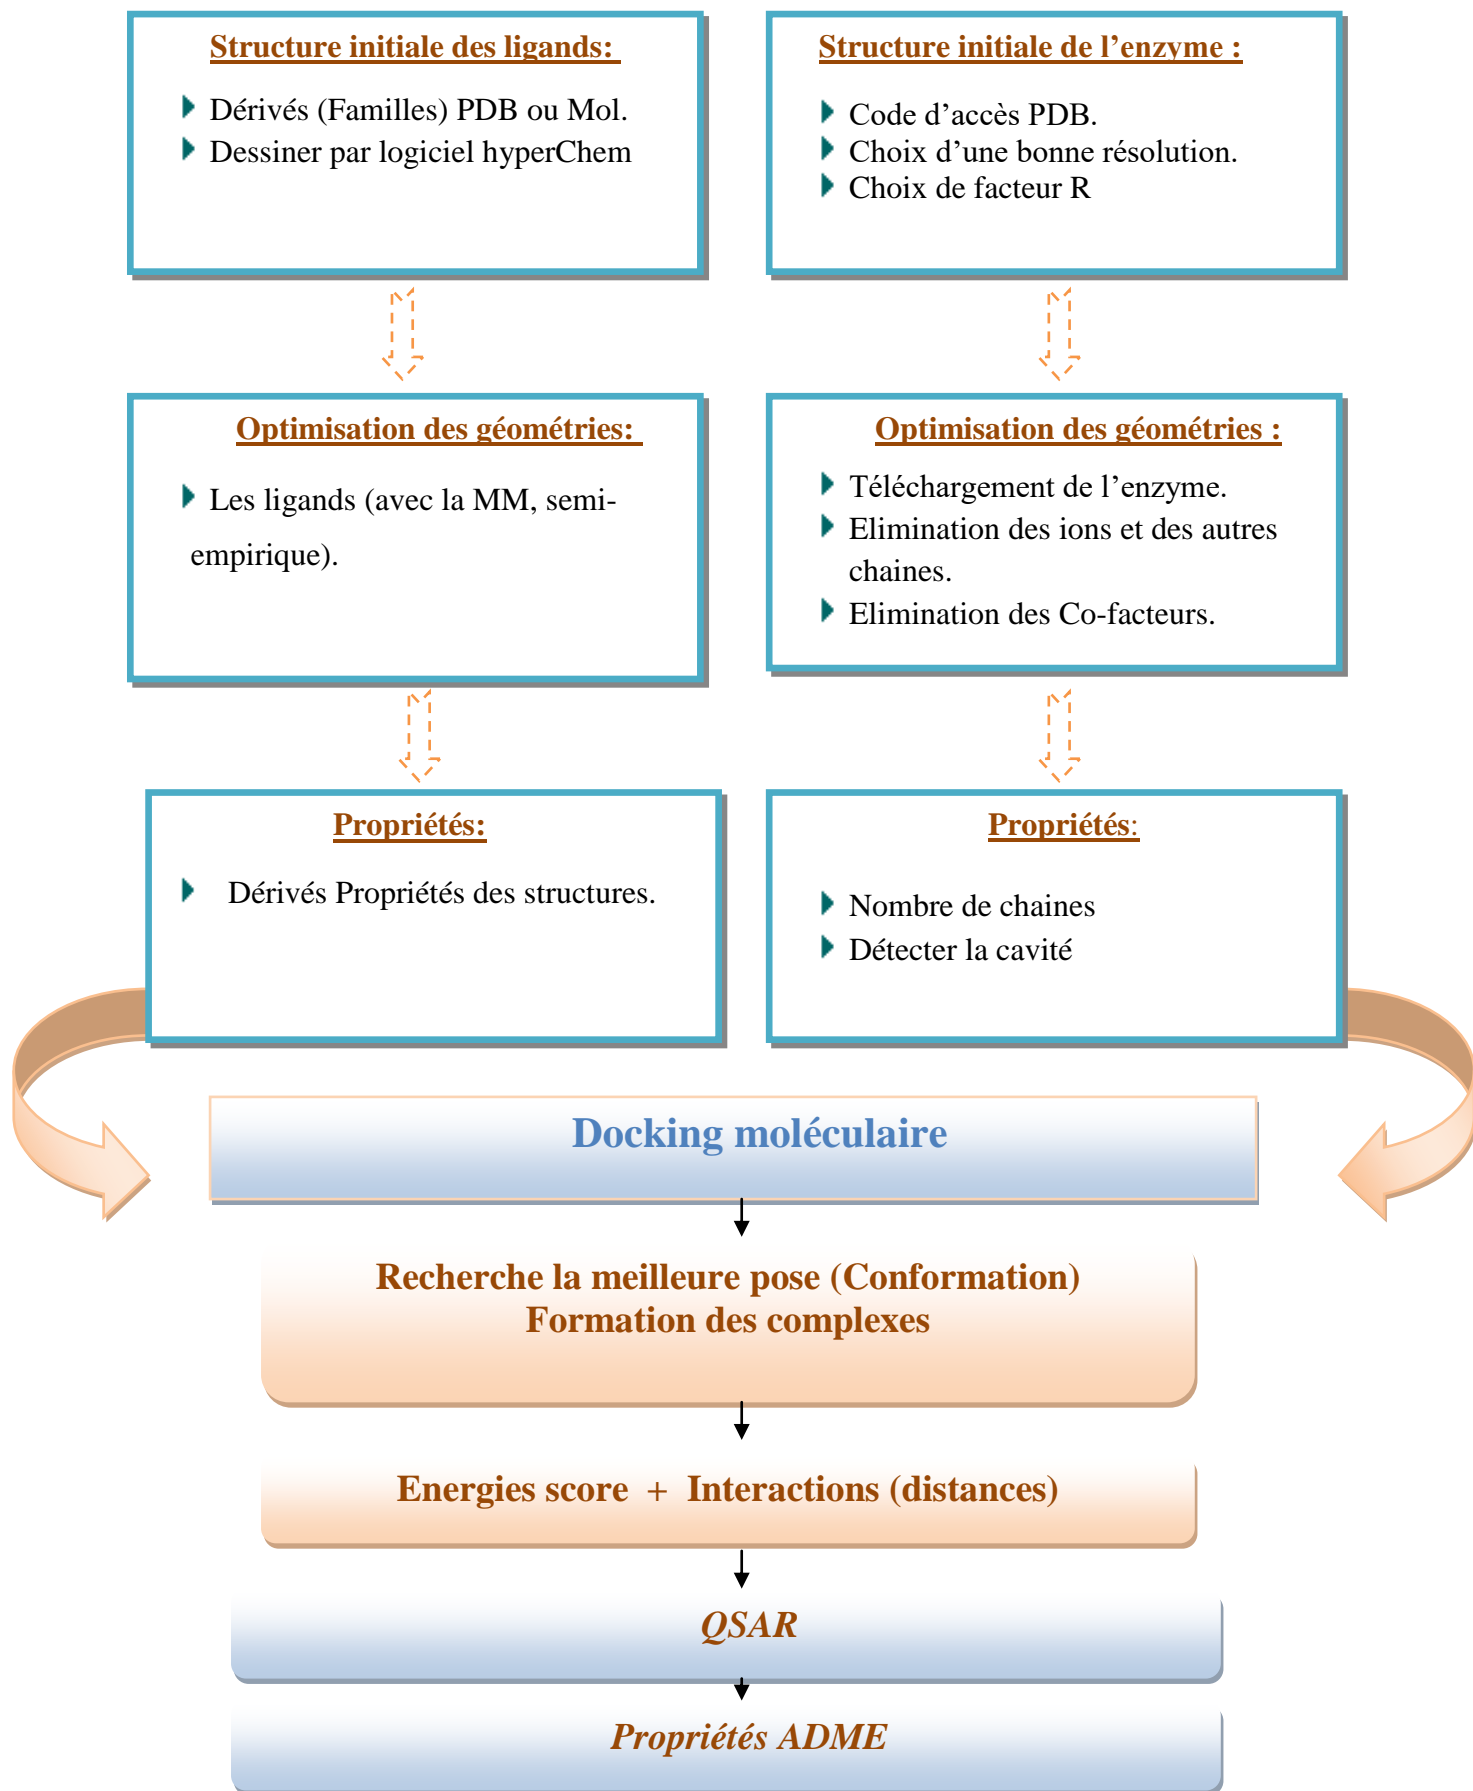 Structure initiale des ligands:
Dérivés (Familles) PDB ou Mol.
Dessiner par logiciel hyperChem
Structure initiale de l’enzyme :
Code d’accès PDB.
Choix d’une bonne résolution.
Choix de facteur R
Optimisation des géométries:
Les ligands (avec la MM, semi-
empirique).
Optimisation des géométries :
Téléchargement de l’enzyme.
Elimination des ions et des autres
chaines.
Elimination des Co-facteurs.
Propriétés:
Dérivés Propriétés des structures.
Propriétés:
Nombre de chaines
Détecter la cavité
Docking moléculaire
Recherche la meilleure pose (Conformation)
Formation des complexes
Energies score + Interactions (distances)
QSAR
Propriétés ADME